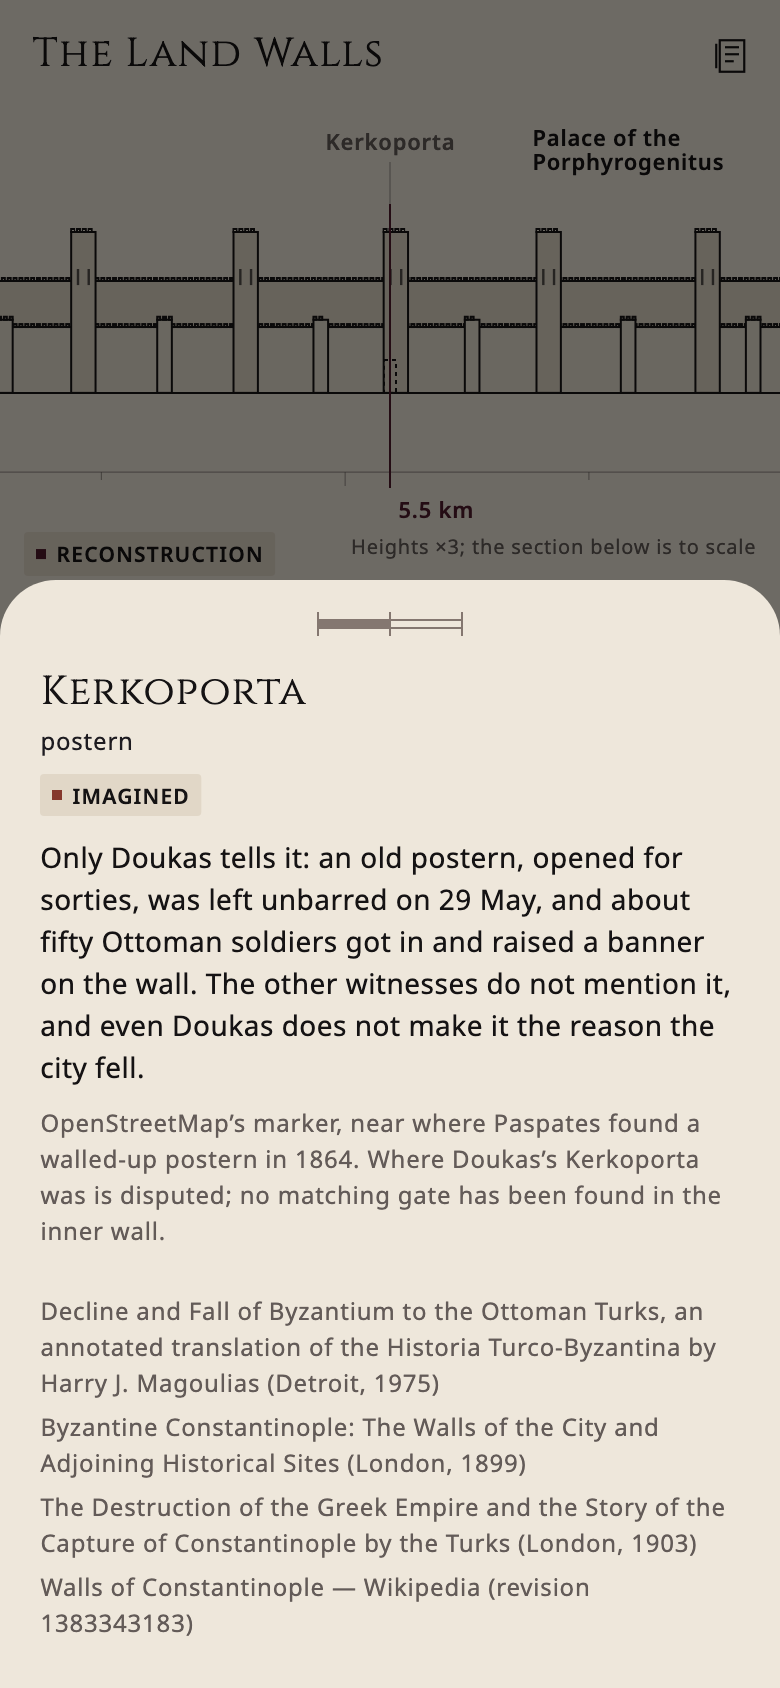 The Land Walls
Kerkoporta
Palace of the
Porphyrogenitus
5.5 km
RECONSTRUCTION
Heights ×3; the section below is to scale
Kerkoporta
postern
IMAGINED
Only Doukas tells it: an old postern, opened for
sorties, was left unbarred on 29 May, and about
fifty Ottoman soldiers got in and raised a banner
on the wall. The other witnesses do not mention it,
and even Doukas does not make it the reason the
city fell.
OpenStreetMap’s marker, near where Paspates found a
walled-up postern in 1864. Where Doukas’s Kerkoporta
was is disputed; no matching gate has been found in the
inner wall.
Decline and Fall of Byzantium to the Ottoman Turks, an
annotated translation of the Historia Turco-Byzantina by
Harry J. Magoulias (Detroit, 1975)
Byzantine Constantinople: The Walls of the City and
Adjoining Historical Sites (London, 1899)
The Destruction of the Greek Empire and the Story of the
Capture of Constantinople by the Turks (London, 1903)
Walls of Constantinople — Wikipedia (revision
1383343183)